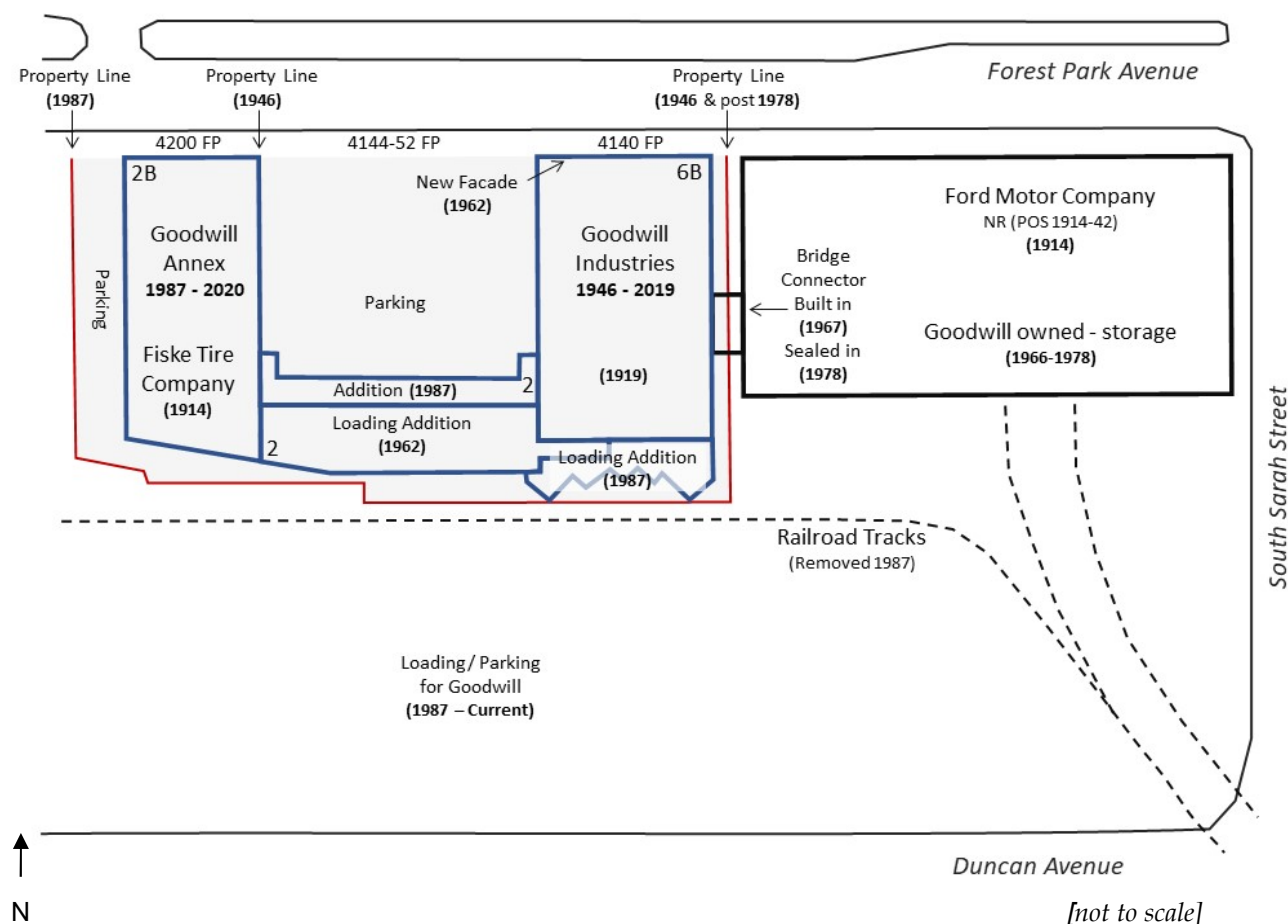 Forest Park Avenue
Property Line
(1987)
Property Line
(1946)
Property Line
(1946 & post 1978)
4200 FP
4144-52 FP
4140 FP
2B
6B
New Facade
(1962)
Goodwill
Annex
1987 - 2020
Parking
Parking
Goodwill
Industries
1946 - 2019
Ford Motor Company
NR (POS 1914-42)
(1914)
Bridge
Connector
Built in
(1967)
Sealed in
(1978)
Goodwill owned - storage
(1966-1978)
Fiske Tire
Company
(1914)
(1919)
Addition (1987)
2
Loading Addition
(1962)
2
Loading Addition
(1987)
South Sarah Street
Railroad Tracks
(Removed 1987)
Loading / Parking
for Goodwill
(1987 – Current)
Duncan Avenue
N
[not to scale]